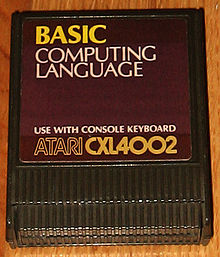 BASIC
COMPUTING
LANGUAGE
USE WITH CONSOLE KEYBOARD
ATARI CXL4002